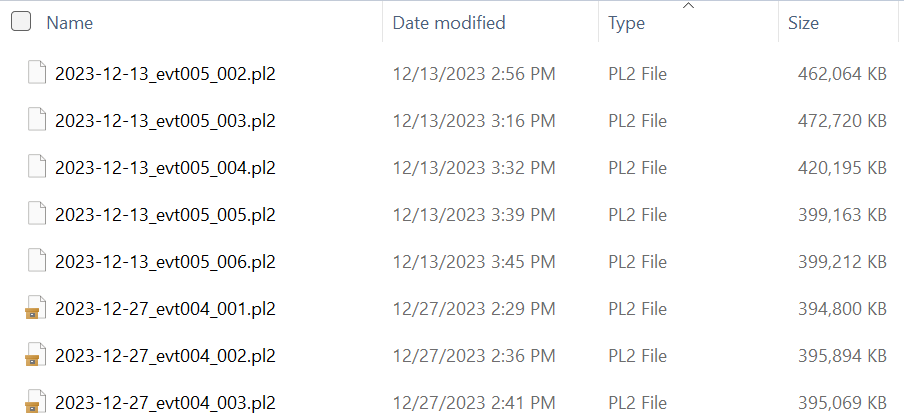 Name Date modified Type Size
2023-12-13_evt005_002.pl2 12/13/2023 2:56 PM PL2 File 462,064 KB
2023-12-13_evt005_003.pl2 12/13/2023 3:16 PM PL2 File 472,720 KB
2023-12-13_evt005_004.pl2 12/13/2023 3:32 PM PL2 File 420,195 KB
2023-12-13_evt005_005.pl2 12/13/2023 3:39 PM PL2 File 399,163 KB
2023-12-13_evt005_006.pl2 12/13/2023 3:45 PM PL2 File 399,212 KB
2023-12-27_evt004_001.pl2 12/27/2023 2:29 PM PL2 File 394,800 KB
2023-12-27_evt004_002.pl2 12/27/2023 2:36 PM PL2 File 395,894 KB
2023-12-27_evt004_003.pl2 12/27/2023 2:41 PM PL2 File 395,069 KB